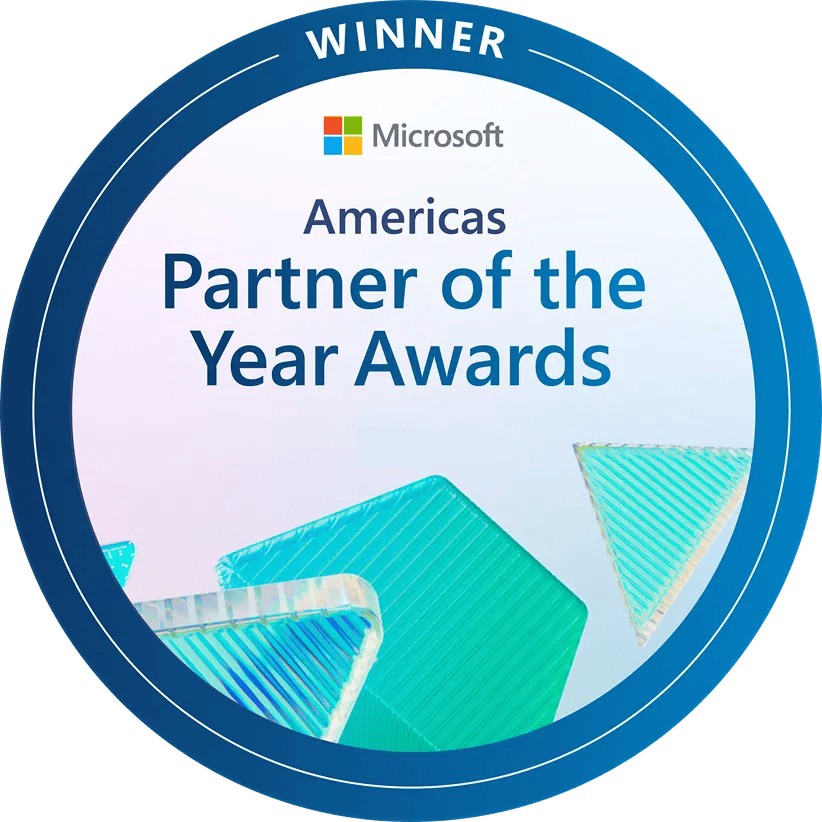 WINNER
Microsoft
Americas
Partner of the
Year Awards